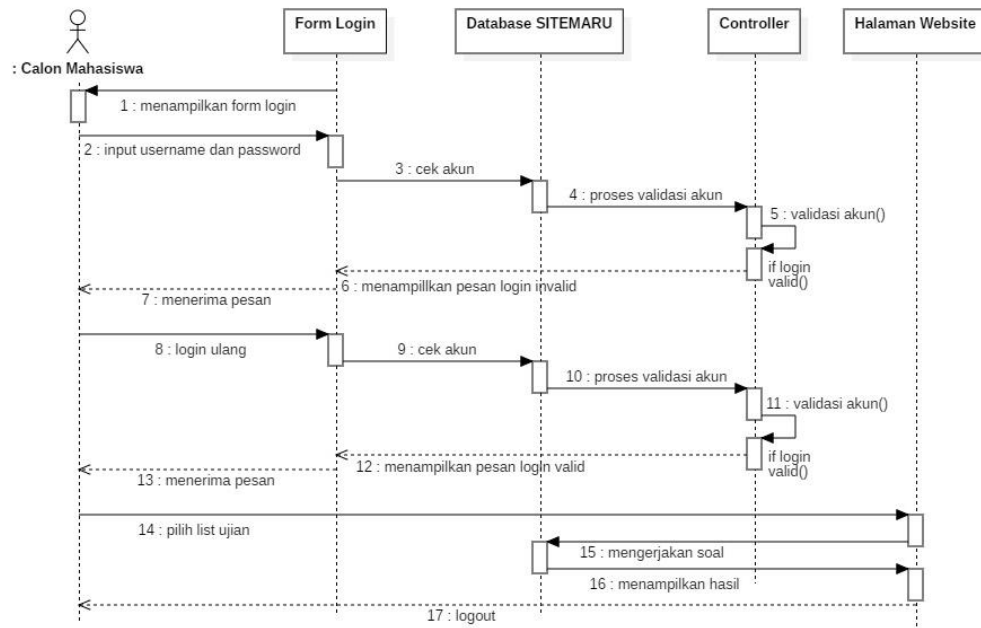 Form Login
Database SITEMARU
Controller
Halaman Website
: Calon Mahasiswa
1 : menampilkan form login
2 : input username dan password
3 : cek akun
4 : proses validasi akun
5 : validasi akun()
if login
valid()
6 : menampillkan pesan login invalid
7 : menerima pesan
8 : login ulang
9 : cek akun
10 : proses validasi akun
11 : validasi akun()
if login
valid()
12 : menampilkan pesan login valid
13 : menerima pesan
14 : pilih list ujian
15 : mengerjakan soal
16 : menampilkan hasil
17 : logout